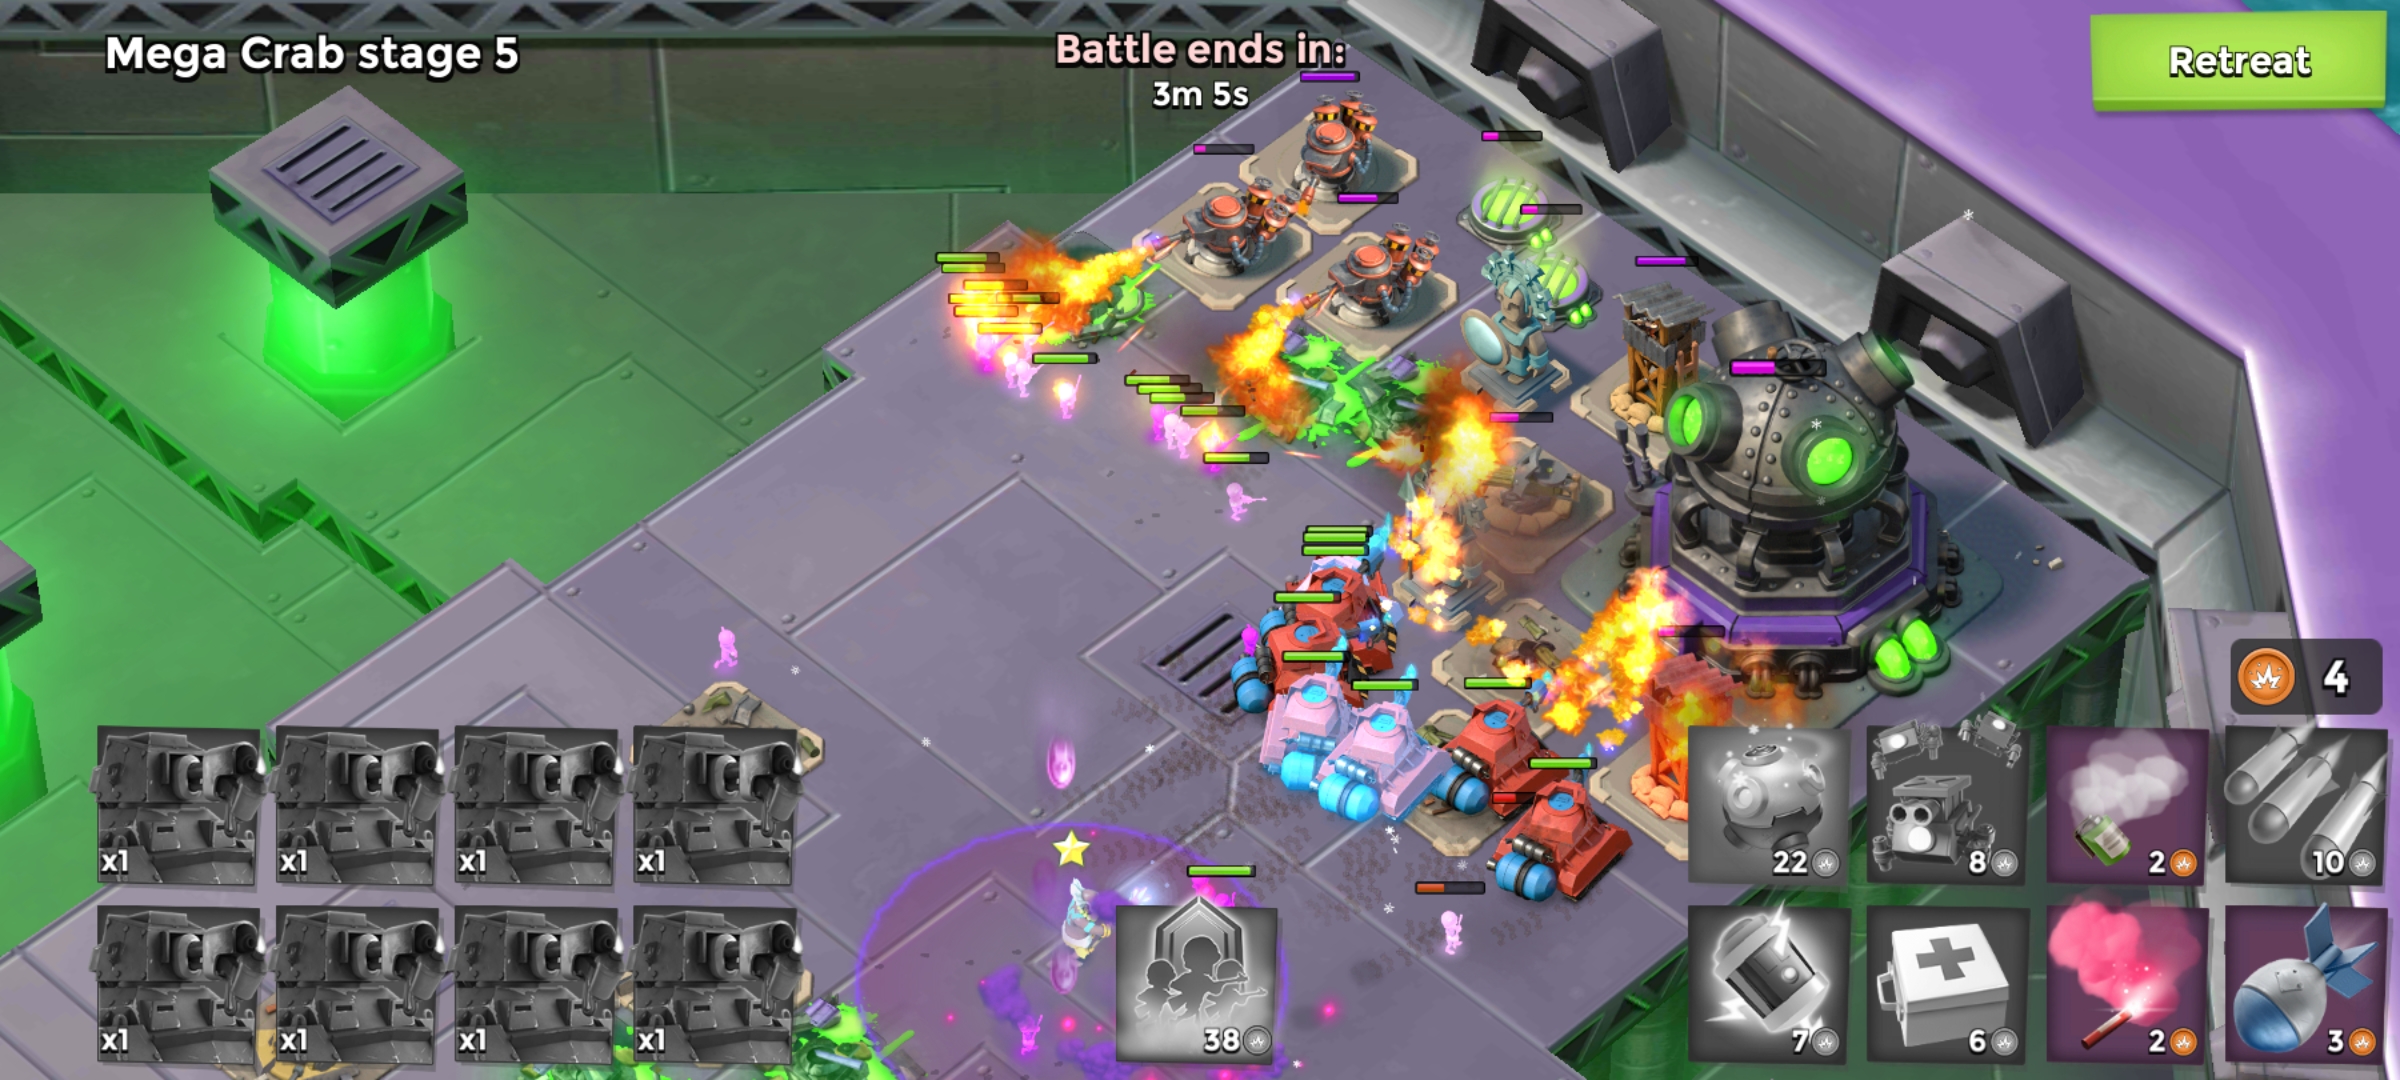 Mega Crab stage 5
Battle ends in:
3m 5s
Retreat
4
x1
x1
x1
x1
22
8
2
10
x1
x1
x1
x1
38
7
6
2
3